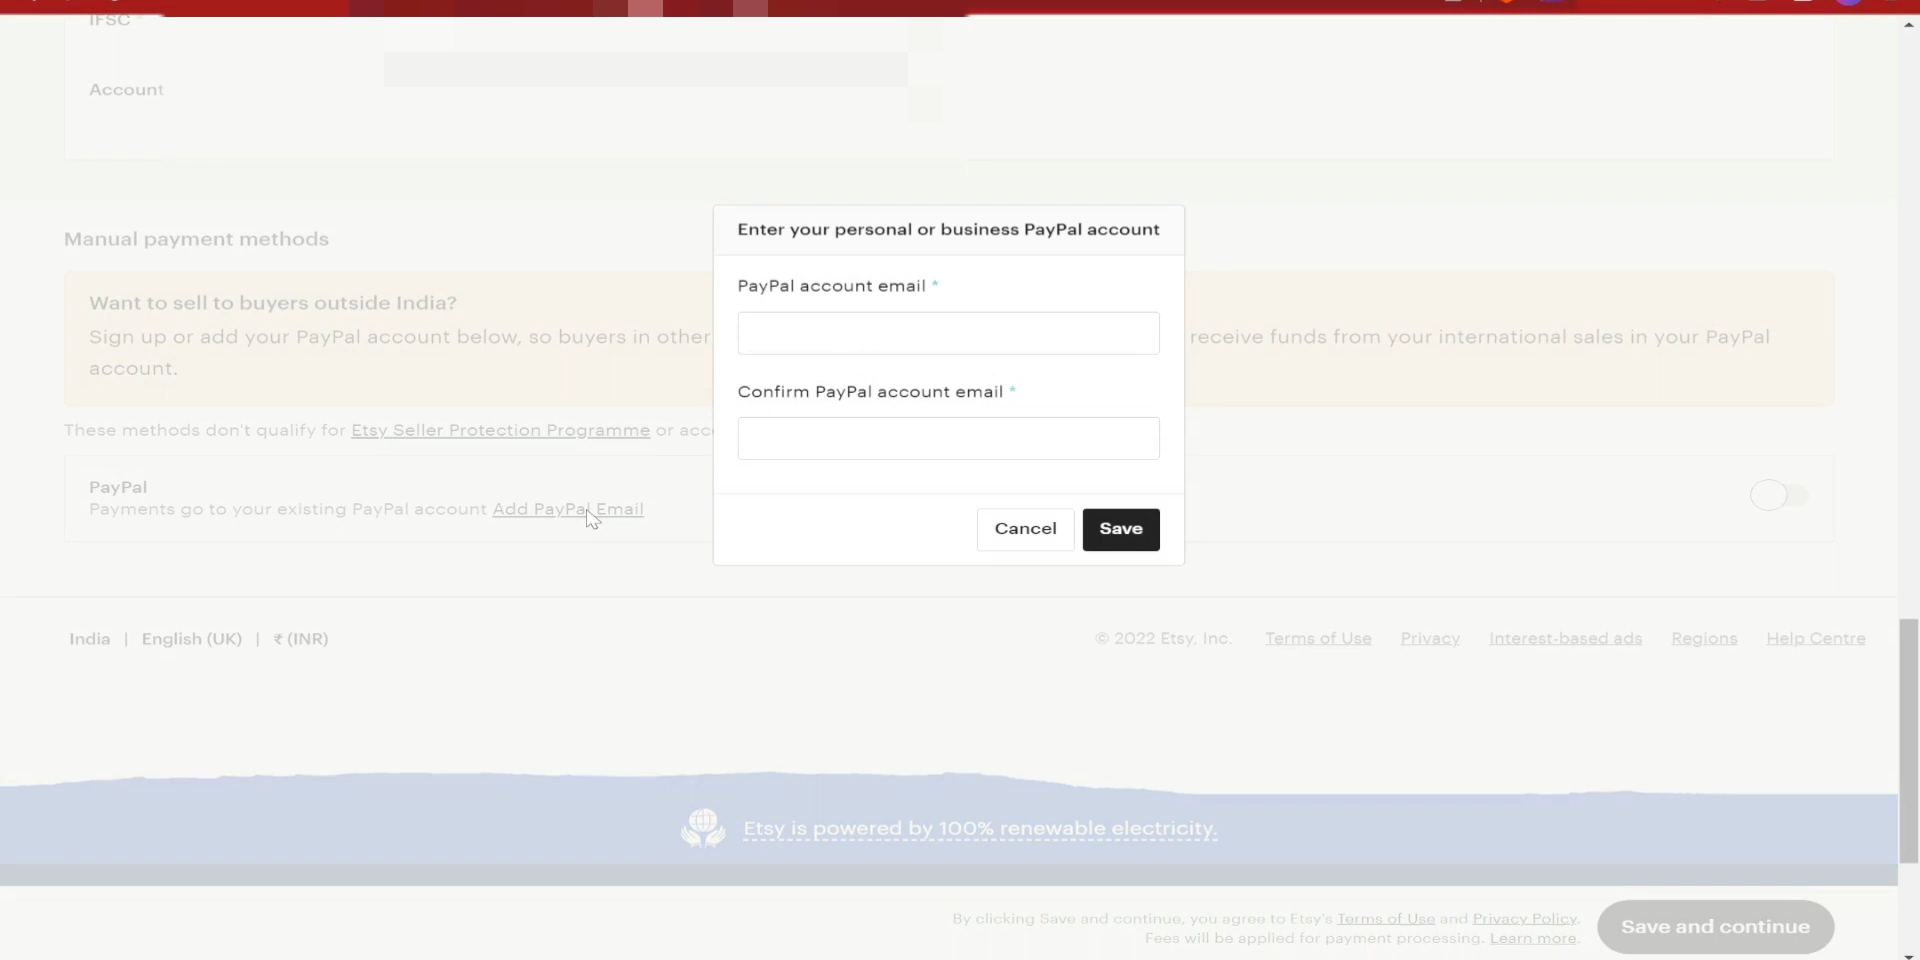 IFSC *
Account
Manual payment methods
Want to sell to buyers outside India?
Sign up or add your PayPal account below, so buyers in other
receive funds from your international sales in your PayPal
account.
These methods don't qualify for Etsy Seller Protection Programme or acc
PayPal
Payments go to your existing PayPal account Add PayPal Email
Enter your personal or business PayPal account
PayPal account email *
Confirm PayPal account email *
Cancel
Save
India | English (UK) | ₹ (INR)
© 2022 Etsy, Inc. Terms of Use Privacy Interest-based ads Regions Help Centre
Etsy is powered by 100% renewable electricity.
By clicking Save and continue, you agree to Etsy's Terms of Use and Privacy Policy.
Fees will be applied for payment processing. Learn more.
Save and continue